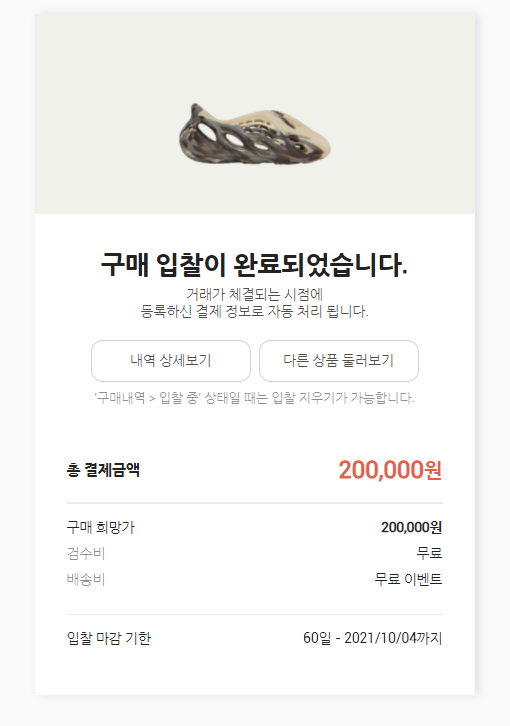 구매 입찰이 완료되었습니다.
거래가 체결되는 시점에
등록하신 결제 정보로 자동 처리 됩니다.
내역 상세보기 다른 상품 둘러보기
'구매내역 > 입찰 중' 상태일 때는 입찰 지우기가 가능합니다.
총 결제금액 200,000원
구매 희망가 200,000원
검수비 무료
배송비 무료 이벤트
입찰 마감 기한 60일 - 2021/10/04까지